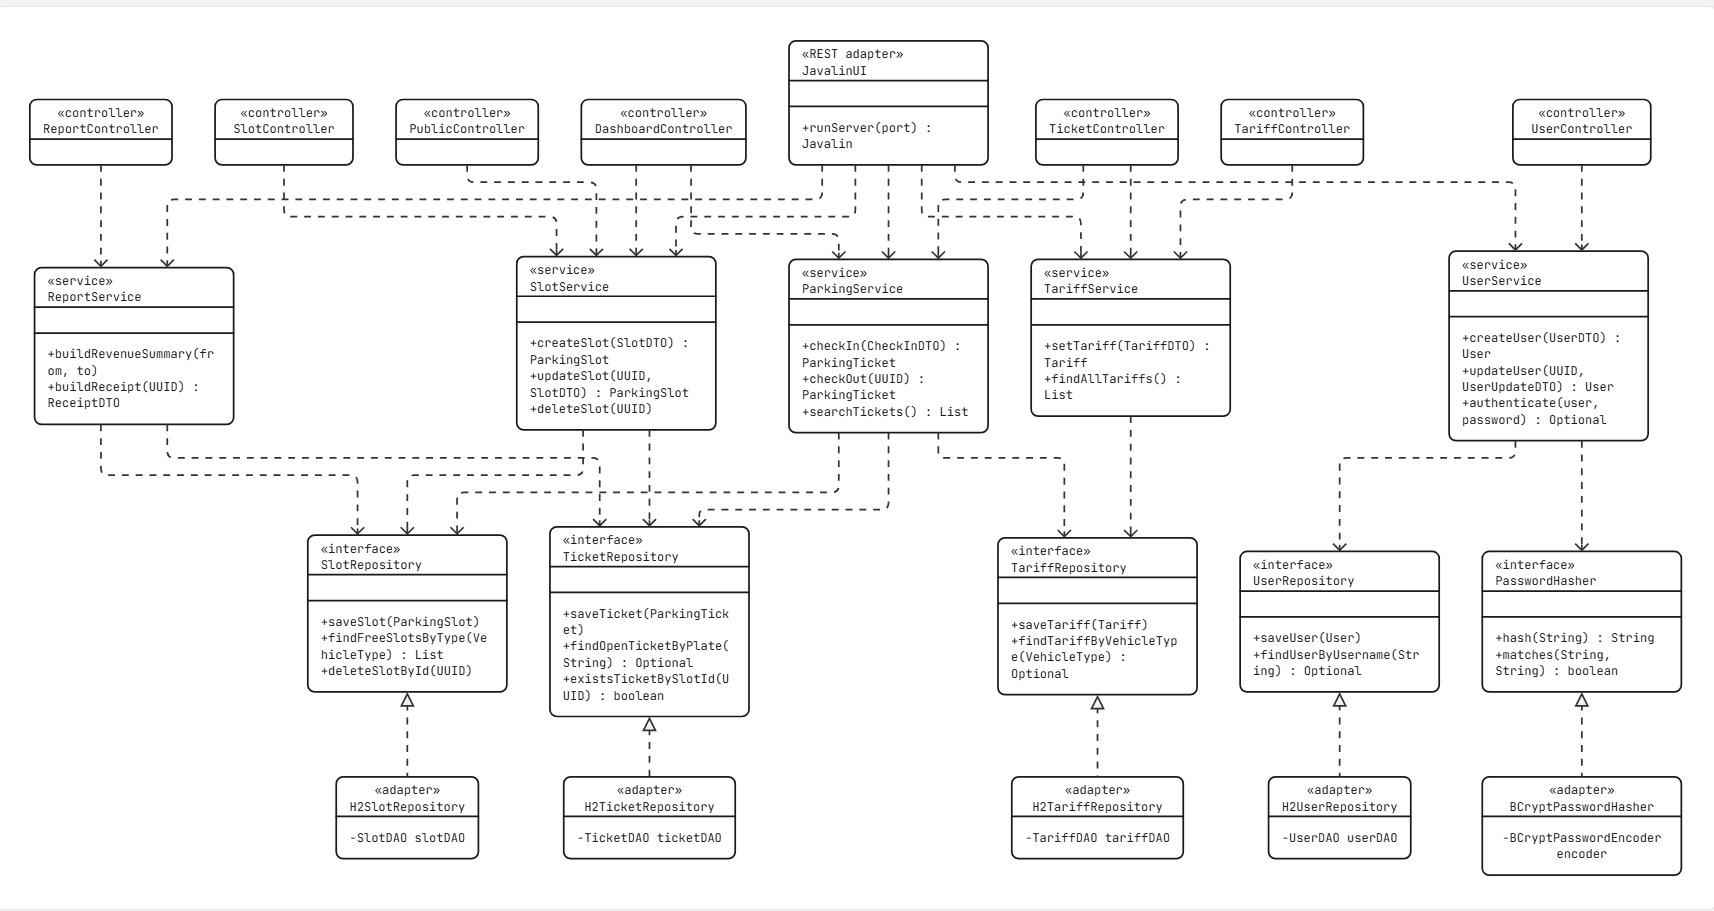 «REST adapter»
JavalinUI
+runServer(port) :
Javalin
«controller»
ReportController
«controller»
SlotController
«controller»
PublicController
«controller»
DashboardController
«controller»
TicketController
«controller»
TariffController
«controller»
UserController
«service»
ReportService
+buildRevenueSummary(fr
om, to)
+buildReceipt(UUID) :
ReceiptDTO
«service»
SlotService
+createSlot(SlotDTO) :
ParkingSlot
+updateSlot(UUID,
SlotDTO) : ParkingSlot
+deleteSlot(UUID)
«service»
ParkingService
+checkIn(CheckInDTO) :
ParkingTicket
+checkOut(UUID) :
ParkingTicket
+searchTickets() : List
«service»
TariffService
+setTariff(TariffDTO) :
Tariff
+findAllTariffs() :
List
«service»
UserService
+createUser(UserDTO) :
User
+updateUser(UUID,
UserUpdateDTO) : User
+authenticate(user,
password) : Optional
«interface»
SlotRepository
+saveSlot(ParkingSlot)
+findFreeSlotsByType(Ve
hicleType) : List
+deleteSlotById(UUID)
«interface»
TicketRepository
+saveTicket(ParkingTick
et)
+findOpenTicketByPlate(
String) : Optional
+existsTicketBySlotId(U
UID) : boolean
«interface»
TariffRepository
+saveTariff(Tariff)
+findTariffByVehicleTyp
e(VehicleType) :
Optional
«interface»
UserRepository
+saveUser(User)
+findUserByUsername(Str
ing) : Optional
«interface»
PasswordHasher
+hash(String) : String
+matches(String,
String) : boolean
«adapter»
H2SlotRepository
-SlotDAO slotDAO
«adapter»
H2TicketRepository
-TicketDAO ticketDAO
«adapter»
H2TariffRepository
-TariffDAO tariffDAO
«adapter»
H2UserRepository
-UserDAO userDAO
«adapter»
BCryptPasswordHasher
-BCryptPasswordEncoder
encoder